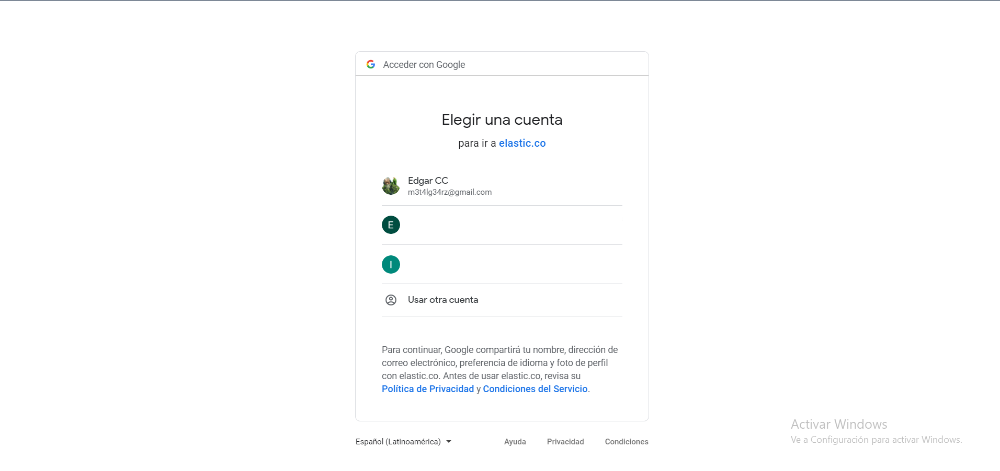 Acceder con Google
Elegir una cuenta
para ir a elastic.co
Edgar CC
m3t4lg34rz@gmail.com
E
I
Usar otra cuenta
Para continuar, Google compartirá tu nombre, dirección de
correo electrónico, preferencia de idioma y foto de perfil
con elastic.co. Antes de usar elastic.co, revisa su
Política de Privacidad y Condiciones del Servicio.
Español (Latinoamérica)
Ayuda
Privacidad
Condiciones
Activar Windows
Ve a Configuración para activar Windows.